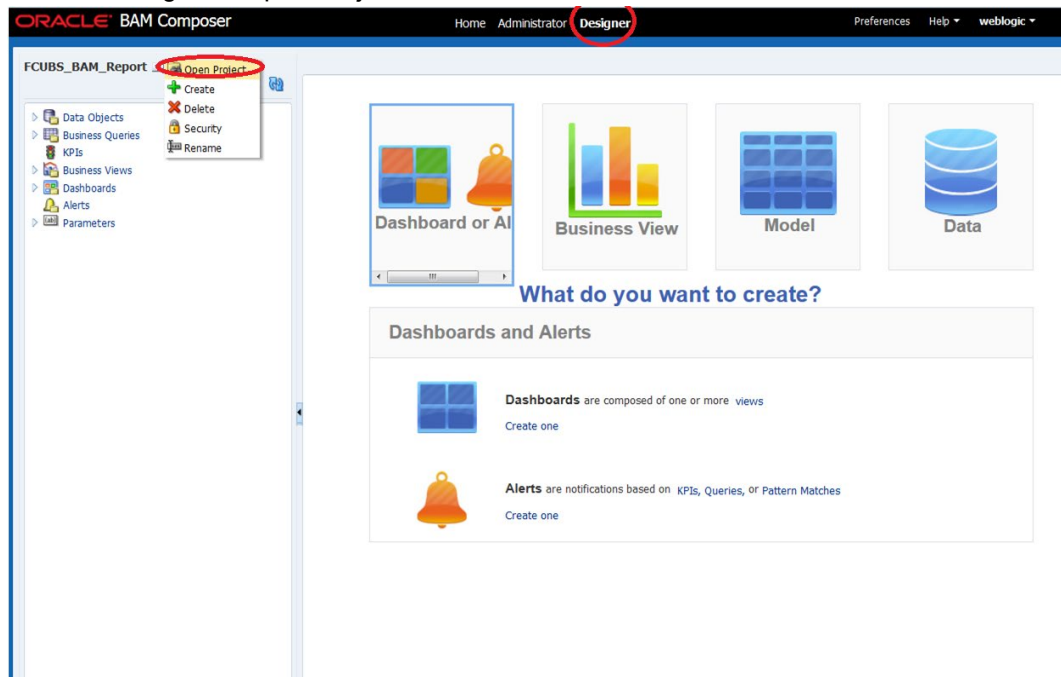 ORACLE® BAM Composer
Home Administrator Designer
Preferences Help weblogic
FCUBS_BAM_Report
Open Project
Create
Delete
Security
Rename
Data Objects
Business Queries
KPIs
Business Views
Dashboards
Alerts
Parameters
Dashboard or Al
Business View
Model
Data
What do you want to create?
Dashboards and Alerts
Dashboards are composed of one or more views
Create one
Alerts are notifications based on KPIs, Queries, or Pattern Matches
Create one